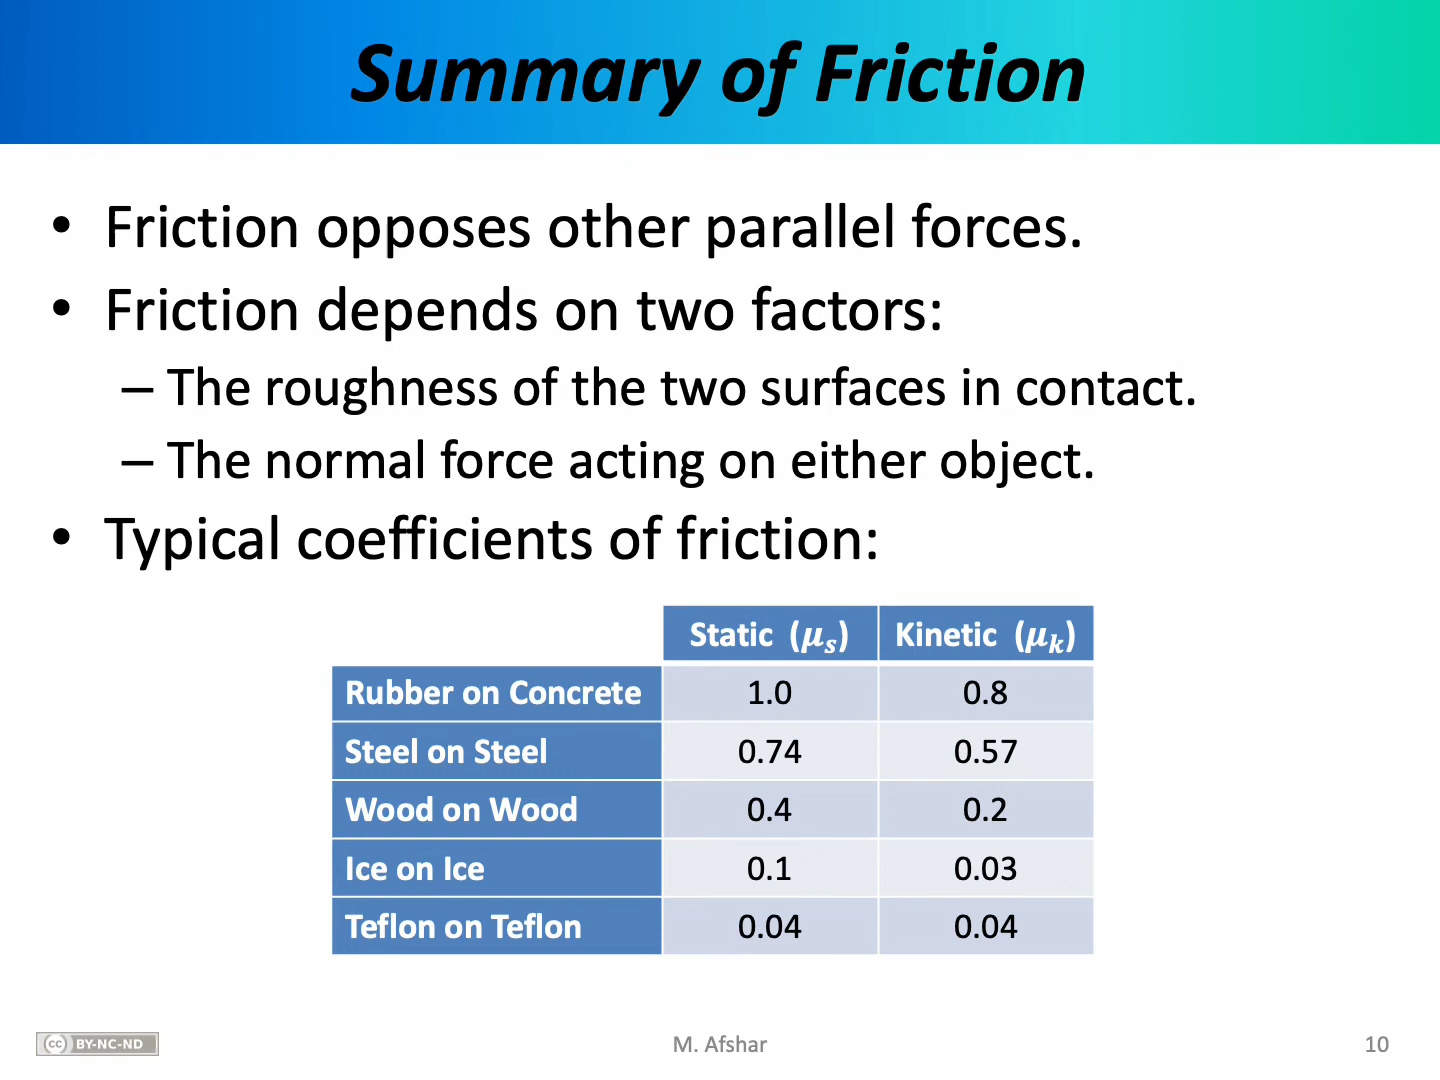 Summary of Friction
• Friction opposes other parallel forces.
• Friction depends on two factors:
– The roughness of the two surfaces in contact.
– The normal force acting on either object.
• Typical coefficients of friction:
Static (μₛ) Kinetic (μₖ)
Rubber on Concrete 1.0 0.8
Steel on Steel 0.74 0.57
Wood on Wood 0.4 0.2
Ice on Ice 0.1 0.03
Teflon on Teflon 0.04 0.04
cc BY-NC-ND M. Afshar 10